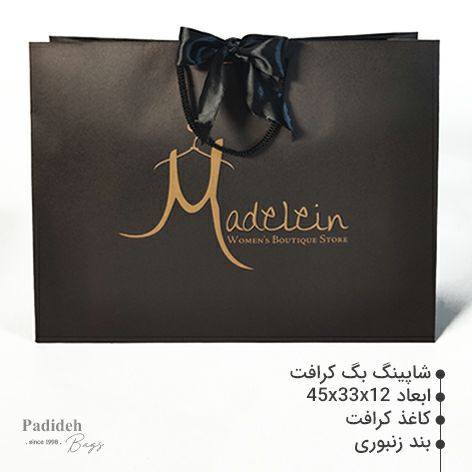 Madelein
WOMEN'S BOUTIQUE STORE
شاپینگ بگ کرافت
ابعاد 45x33x12
کاغذ کرافت
بند زنبوری
Padideh
. since 1998 .
Bags